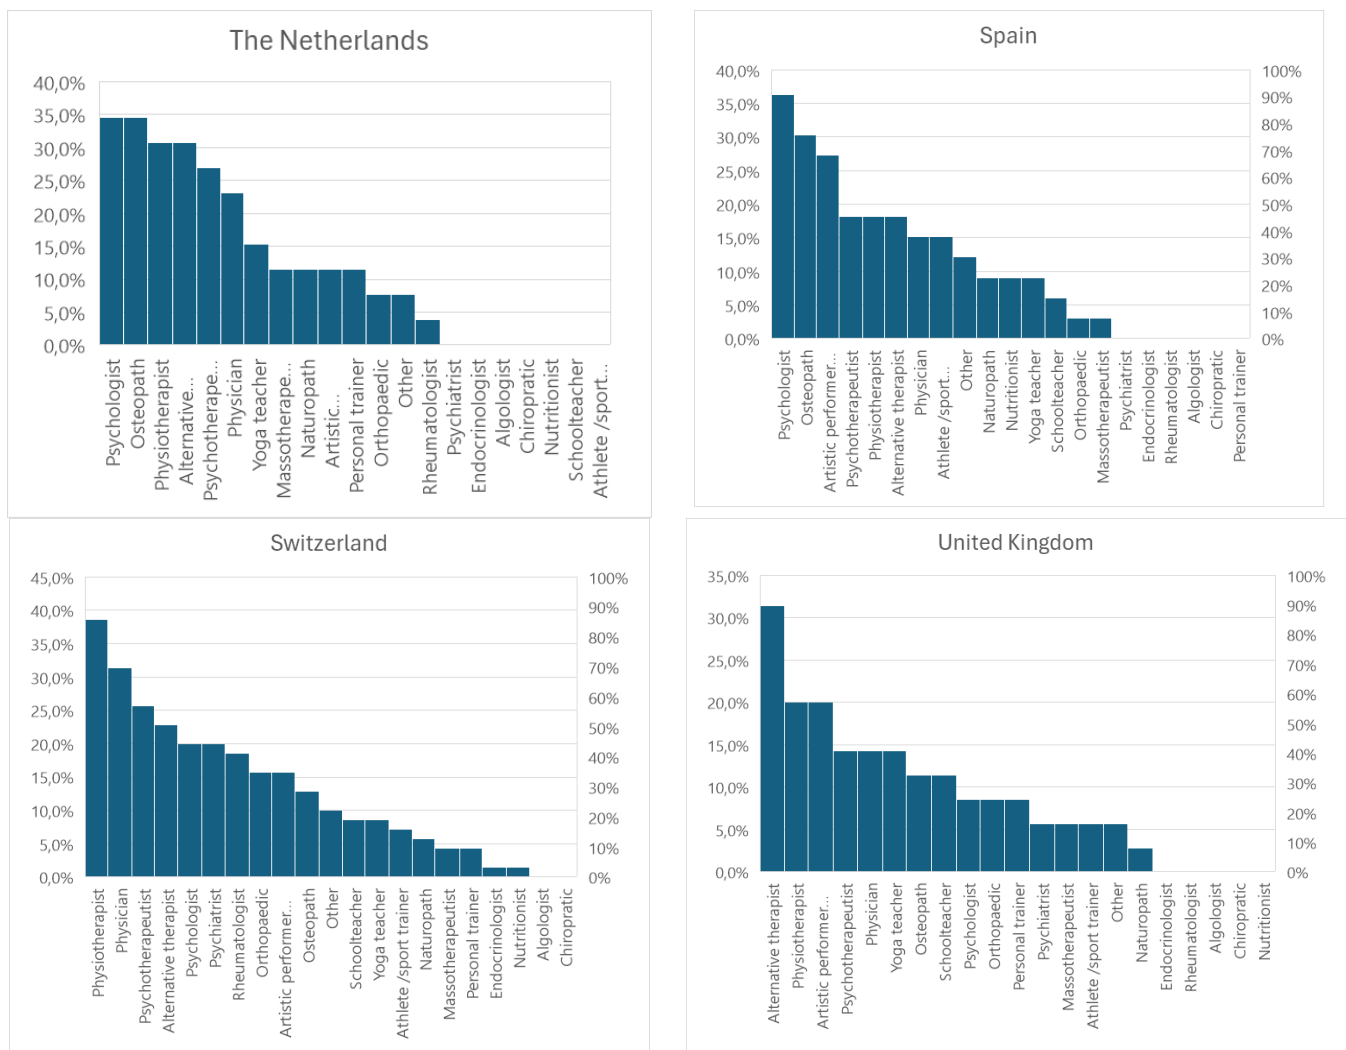 The Netherlands
40,0%
35,0%
30,0%
25,0%
20,0%
15,0%
10,0%
5,0%
0,0%
Psychologist
Osteopath
Physiotherapist
Alternative...
Psychotherape...
Physician
Yoga teacher
Massotherape...
Naturopath
Artistic...
Personal trainer
Orthopaedic
Other
Rheumatologist
Psychiatrist
Endocrinologist
Algologist
Chiropratic
Nutritionist
Schoolteacher
Athlete /sport...
Spain
40,0%
35,0%
30,0%
25,0%
20,0%
15,0%
10,0%
5,0%
0,0%
100%
90%
80%
70%
60%
50%
40%
30%
20%
10%
0%
Psychologist
Osteopath
Artistic performer...
Psychotherapeutist
Physiotherapist
Alternative therapist
Physician
Athlete /sport...
Other
Naturopath
Nutritionist
Yoga teacher
Schoolteacher
Orthopaedic
Massotherapeutist
Psychiatrist
Endocrinologist
Rheumatologist
Algologist
Chiropratic
Personal trainer
Switzerland
45,0%
40,0%
35,0%
30,0%
25,0%
20,0%
15,0%
10,0%
5,0%
0,0%
100%
90%
80%
70%
60%
50%
40%
30%
20%
10%
0%
Physiotherapist
Physician
Psychotherapeutist
Alternative therapist
Psychologist
Psychiatrist
Rheumatologist
Orthopaedic
Artistic performer...
Osteopath
Other
Schoolteacher
Yoga teacher
Athlete /sport trainer
Naturopath
Massotherapeutist
Personal trainer
Endocrinologist
Nutritionist
Algologist
Chiropratic
United Kingdom
35,0%
30,0%
25,0%
20,0%
15,0%
10,0%
5,0%
0,0%
100%
90%
80%
70%
60%
50%
40%
30%
20%
10%
0%
Alternative therapist
Physiotherapist
Artistic performer...
Psychotherapeutist
Physician
Yoga teacher
Osteopath
Schoolteacher
Psychologist
Orthopaedic
Personal trainer
Psychiatrist
Massotherapeutist
Athlete /sport trainer
Other
Naturopath
Endocrinologist
Rheumatologist
Algologist
Chiropratic
Nutritionist